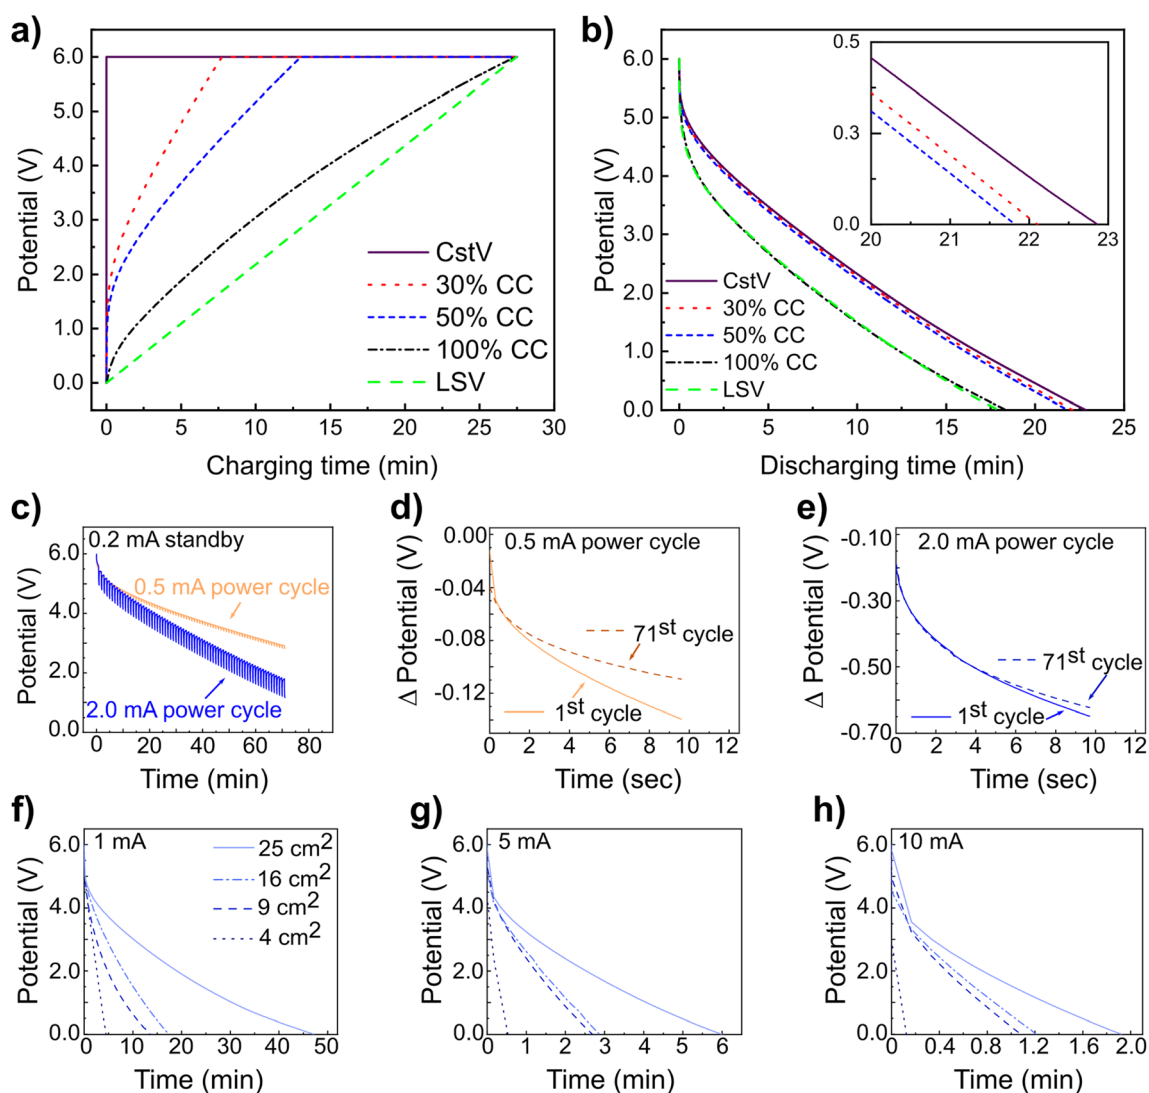 a)
6.0
5.0
4.0
3.0
2.0
1.0
0.0
Potential (V)
CstV
30% CC
50% CC
100% CC
LSV
0 5 10 15 20 25 30
Charging time (min)
b)
6.0
5.0
4.0
3.0
2.0
1.0
0.0
Potential (V)
0.5
0.3
0.0
20 21 22 23
CstV
30% CC
50% CC
100% CC
LSV
0 5 10 15 20 25
Discharging time (min)
c)
0.2 mA standby
6.0
4.0
2.0
0.0
Potential (V)
0.5 mA power cycle
2.0 mA power cycle
0 20 40 60 80
Time (min)
d)
0.00
-0.04
-0.08
-0.12
Δ Potential (V)
0.5 mA power cycle
71st cycle
1st cycle
0 2 4 6 8 10 12
Time (sec)
e)
-0.10
-0.30
-0.50
-0.70
Δ Potential (V)
2.0 mA power cycle
71st cycle
1st cycle
0 2 4 6 8 10 12
Time (sec)
f)
1 mA
6.0
4.0
2.0
0.0
Potential (V)
25 cm2
16 cm2
9 cm2
4 cm2
0 10 20 30 40 50
Time (min)
g)
5 mA
6.0
4.0
2.0
0.0
Potential (V)
0 1 2 3 4 5 6
Time (min)
h)
10 mA
6.0
4.0
2.0
0.0
Potential (V)
0 0.4 0.8 1.2 1.6 2.0
Time (min)